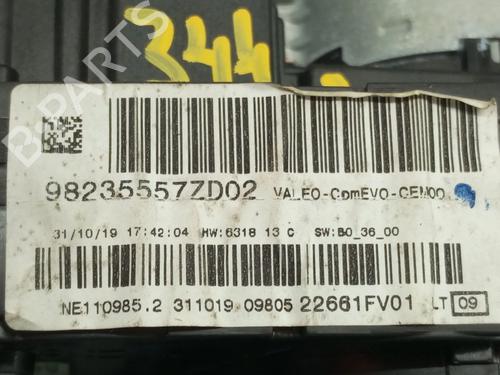 344
98235557ZD02 VALEO-ComEVO-GEN00
31/10/19 17:42:04 HW:6318 13 C SW:B0_36_00
NE110985.2 311019 09805 22661FV01 LT 09
B-Parts